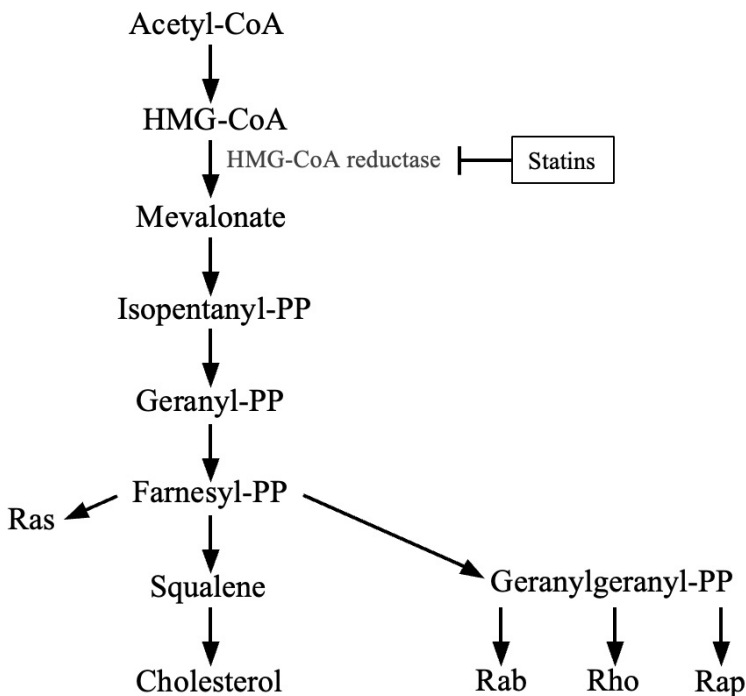 Acetyl-CoA
HMG-CoA
HMG-CoA reductase
Statins
Mevalonate
Isopentanyl-PP
Geranyl-PP
Farnesyl-PP
Ras
Squalene
Geranylgeranyl-PP
Cholesterol
Rab
Rho
Rap